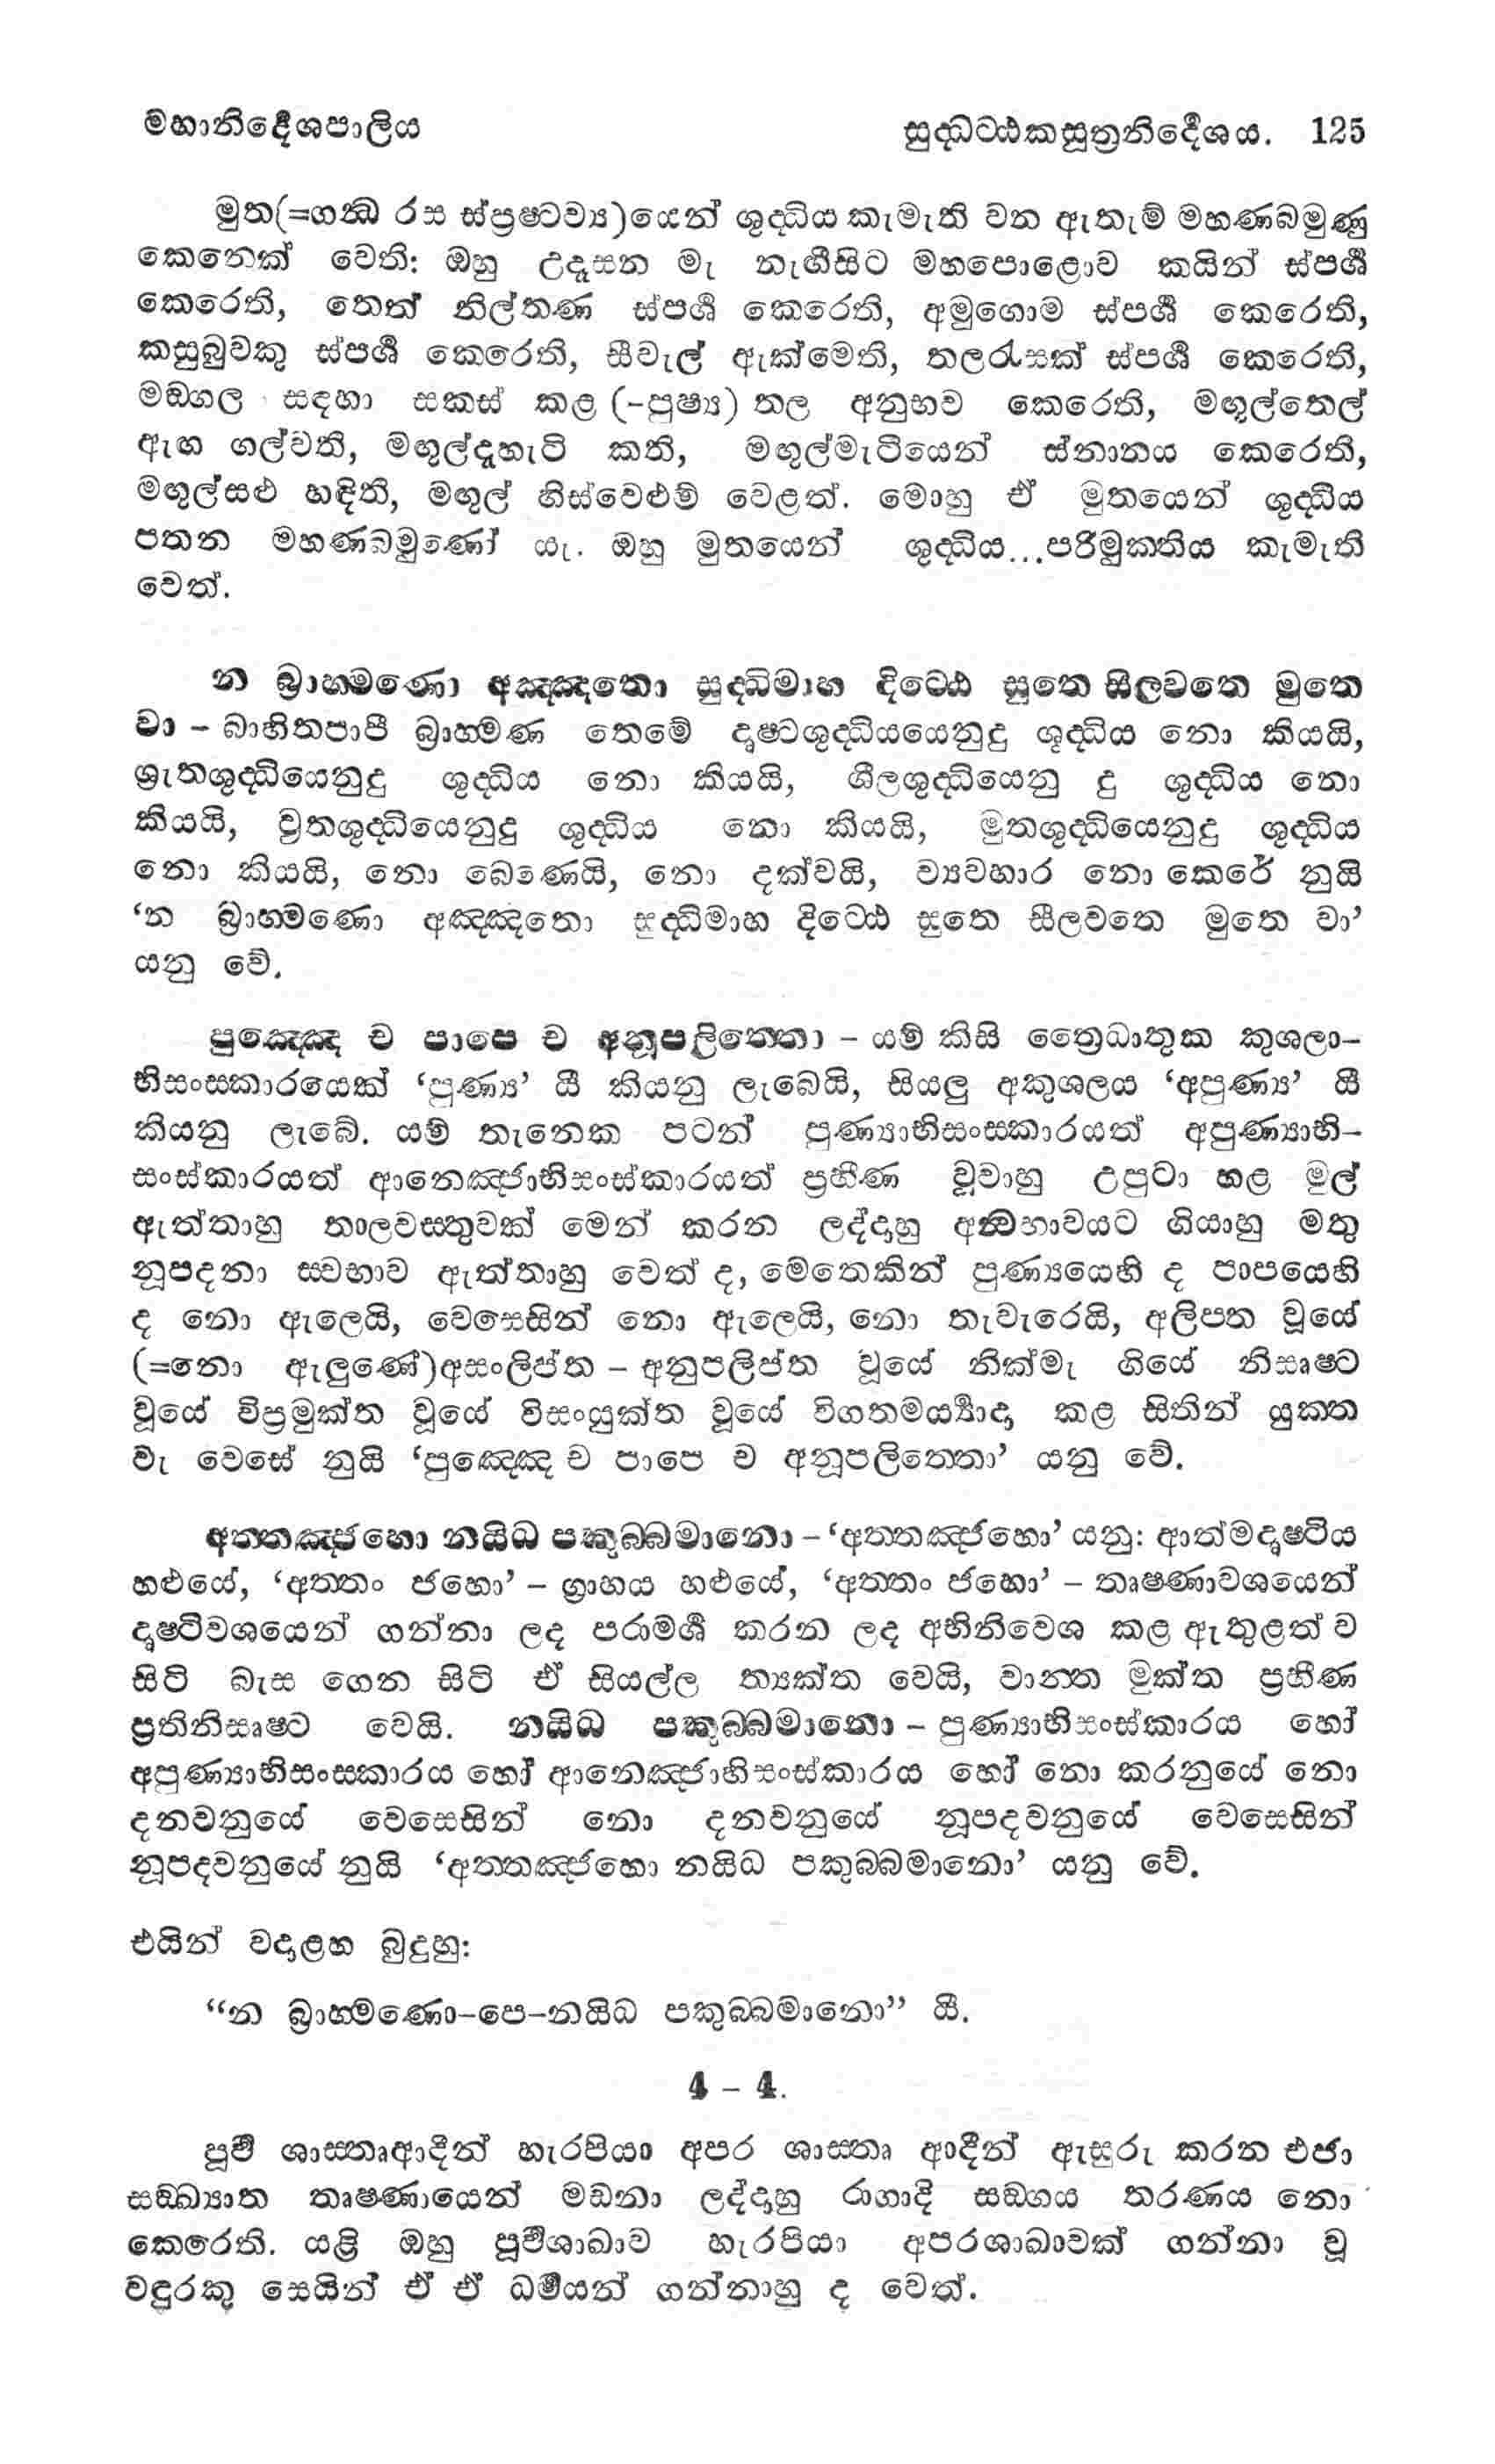 මහානිර්‍දෙශපාලිය සුද්ධට්ඨකසූත්‍රනිර්‍දෙශය. 125
මුත(=ගන්‍ධ රස ස්ප්‍රෂ්ටව්‍ය)යෙන් ශුද්ධිය කැමැති වන ඇතැම් මහණබමුණු
කෙනෙක් වෙති: ඔහු උදෑසන මැ නැඟීසිට මහපොළොව කයින් ස්පර්‍ශ
කෙරෙති, තෙත් නිල්තණ ස්පර්‍ශ කෙරෙති, අමුගොම ස්පර්‍ශ කෙරෙති,
කසුබුවකු ස්පර්‍ශ කෙරෙති, සීවැල් ඇක්මෙති, තලරැසක් ස්පර්‍ශ කෙරෙති,
මඞ්ගල සඳහා සකස් කළ (-පුෂ්‍ය) තල අනුභව කෙරෙති, මඟුල්තෙල්
ඇඟ ගල්වති, මඟුල්දැහැටි කති, මඟුල්මැටියෙන් ස්නානය කෙරෙති,
මඟුල්සළු හඳිති, මඟුල් හිස්වෙළුම් වෙළත්. මොහු ඒ මුතයෙන් ශුද්ධිය
පතන මහණබමුණෝ යැ. ඔහු මුතයෙන් ශුද්ධිය...පරිමුක්තිය කැමැති
වෙත්.
න බ්‍රාහ්මණො අඤ්ඤතො සුද්ධිමාහ දිට්ඨෙ සුතෙ සීලවතෙ මුතෙ
වා – බාහිතපාපී බ්‍රාහ්මණ තෙමේ දෘෂ්ටශුද්ධියයෙනුදු ශුද්ධිය නො කියයි,
ශ්‍රුතශුද්ධියෙනුදු ශුද්ධිය නො කියයි, ශීලශුද්ධියෙනු දු ශුද්ධිය නො
කියයි, ව්‍රතශුද්ධියෙනුදු ශුද්ධිය නො කියයි, මුතශුද්ධියෙනුදු ශුද්ධිය
නො කියයි, නො බෙණෙයි, නො දක්වයි, ව්‍යවහාර නො කෙරේ නුයි
‘න බ්‍රාහ්මණො අඤ්ඤතො සුද්ධිමාහ දිට්ඨෙ සුතෙ සීලවතෙ මුතෙ වා’
යනු වේ.
පුඤ්ඤෙ ච පාපෙ ච අනූපලිත්තො – යම් කිසි ත්‍රෛධාතුක කුශලා–
භිසංස්කාරයෙක් ‘පුණ්‍ය’ යී කියනු ලැබෙයි, සියලු අකුශලය ‘අපුණ්‍ය’ යී
කියනු ලැබේ. යම් තැනෙක පටන් පුණ්‍යාභිසංස්කාරයත් අපුණ්‍යාභි–
සංස්කාරයත් ආනෙඤ්ජාභිසංස්කාරයත් ප්‍රහීණ වූවාහු උපුටා හළ මුල්
ඇත්තාහු තාලවස්තුවක් මෙන් කරන ලද්දාහු අන්වභාවයට ගියාහු මතු
නූපදනා ස්වභාව ඇත්තාහු වෙත් ද, මෙතෙකින් පුණ්‍යයෙහි ද පාපයෙහි
ද නො ඇලෙයි, වෙසෙසින් නො ඇලෙයි, නො තැවැරෙයි, අලිප්ත වූයේ
(=නො ඇලුණේ)අසංලිප්ත – අනුපලිප්ත වූයේ නික්මැ ගියේ නිසෘෂ්ට
වූයේ විප්‍රමුක්ත වූයේ විසංයුක්ත වූයේ විගතමර්‍ය්‍යාදා කළ සිතින් යුක්ත
වැ වෙසේ නුයි ‘පුඤ්ඤෙ ච පාපෙ ච අනූපලිත්තො’ යනු වේ.
අත්තඤ්ජහො නයිධ පකුබ්බමානො – ‘අත්තඤ්ජහො’ යනු: ආත්මදෘෂ්ටිය
හළුයේ, ‘අත්තං ජහො’ – ග්‍රාහය හළුයේ, ‘අත්තං ජහො’ – තෘෂ්ණාවශයෙන්
දෘෂ්ටිවශයෙන් ගන්නා ලද පරාමර්‍ශ කරන ලද අභිනිවෙශ කළ ඇතුළත් ව
සිටි බැස ගෙන සිටි ඒ සියල්ල ත්‍යක්ත වෙයි, වාන්ත මුක්ත ප්‍රහීණ
ප්‍රතිනිසෘෂ්ට වෙයි. නයිධ පකුබ්බමානො – පුණ්‍යාභිසංස්කාරය හෝ
අපුණ්‍යාභිසංස්කාරය හෝ ආනෙඤ්ජාභිසංස්කාරය හෝ නො කරනුයේ නො
දනවනුයේ වෙසෙසින් නො දනවනුයේ නූපදවනුයේ වෙසෙසින්
නූපදවනුයේ නුයි ‘අත්තඤ්ජහො නයිධ පකුබ්බමානො’ යනු වේ.
එයින් වදාළහ බුදුහු:
“න බ්‍රාහ්මණො–පෙ–නයිධ පකුබ්බමානො” යී.
4 – 4.
පූර්‍ව ශාස්තෘආදීන් හැරපියා අපර ශාස්තෘ ආදීන් ඇසුරු කරන එජා
සඞ්ඛ්‍යාත තෘෂ්ණායෙන් මඩනා ලද්දාහු රාගාදි සඞ්ගය තරණය නො
කෙරෙති. යළි ඔහු පූර්‍වශාඛාව හැරපියා අපරශාඛාවක් ගන්නා වූ
වඳුරකු සෙයින් ඒ ඒ ධර්‍මයන් ගන්නාහු ද වෙත්.